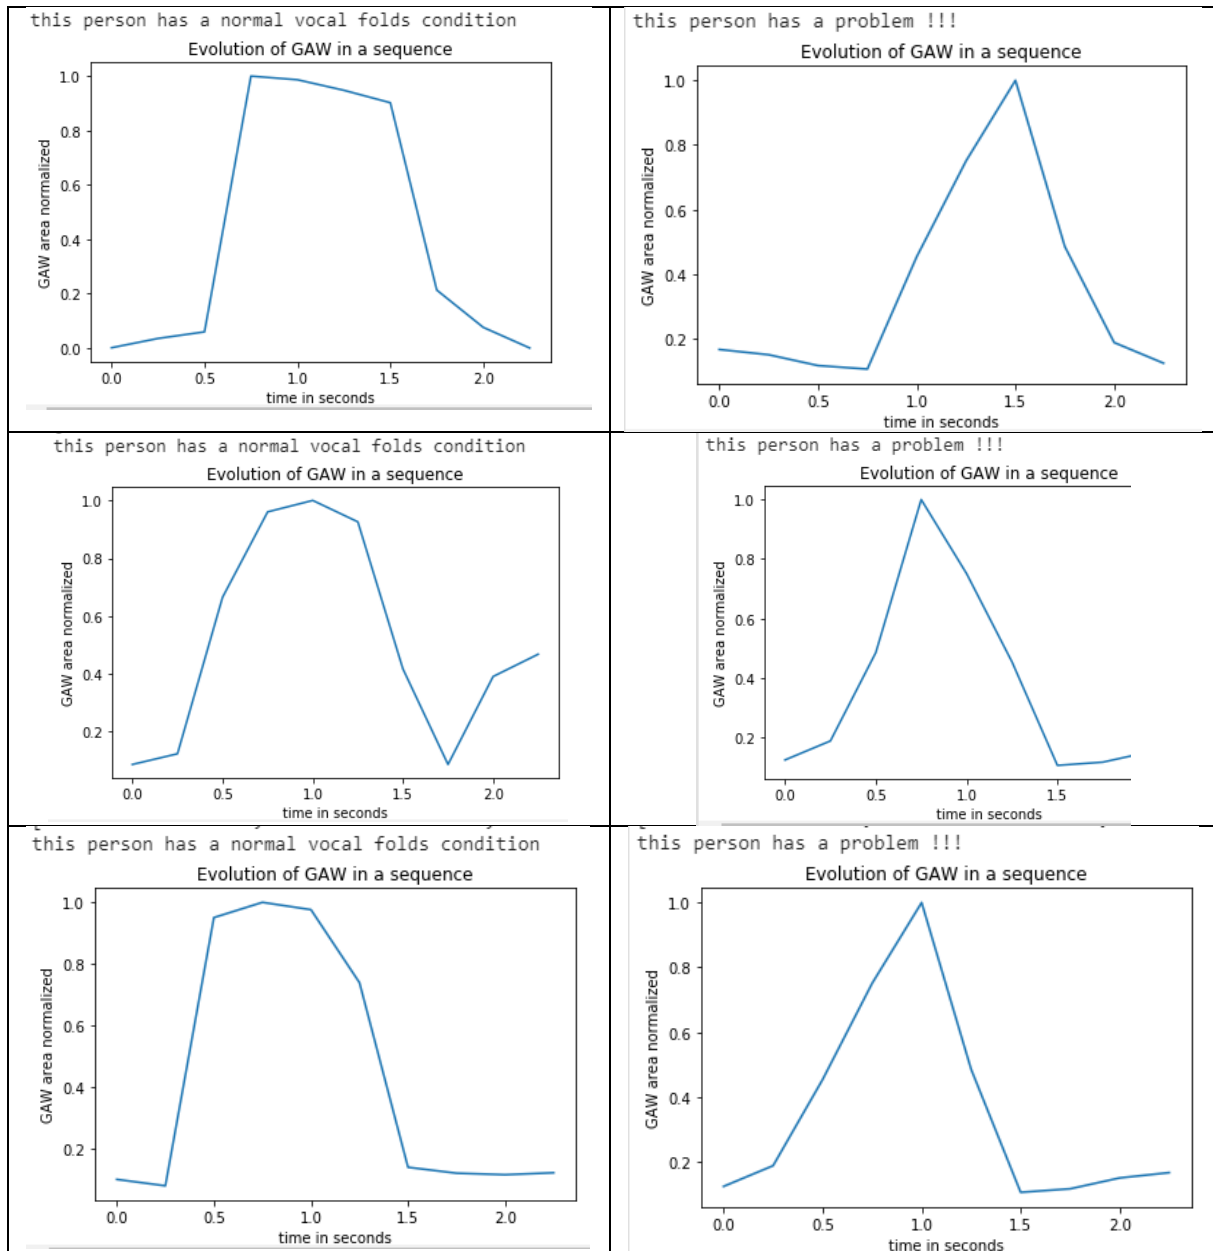 this person has a normal vocal folds condition
Evolution of GAW in a sequence
GAW area normalized
1.0
0.8
0.6
0.4
0.2
0.0
0.0 0.5 1.0 1.5 2.0
time in seconds
this person has a problem !!!
Evolution of GAW in a sequence
GAW area normalized
1.0
0.8
0.6
0.4
0.2
0.0 0.5 1.0 1.5 2.0
time in seconds
this person has a normal vocal folds condition
Evolution of GAW in a sequence
GAW area normalized
1.0
0.8
0.6
0.4
0.2
0.0 0.5 1.0 1.5 2.0
time in seconds
this person has a problem !!!
Evolution of GAW in a sequence
GAW area normalized
1.0
0.8
0.6
0.4
0.2
0.0 0.5 1.0 1.5
time in seconds
this person has a normal vocal folds condition
Evolution of GAW in a sequence
GAW area normalized
1.0
0.8
0.6
0.4
0.2
0.0 0.5 1.0 1.5 2.0
time in seconds
this person has a problem !!!
Evolution of GAW in a sequence
GAW area normalized
1.0
0.8
0.6
0.4
0.2
0.0 0.5 1.0 1.5 2.0
time in seconds